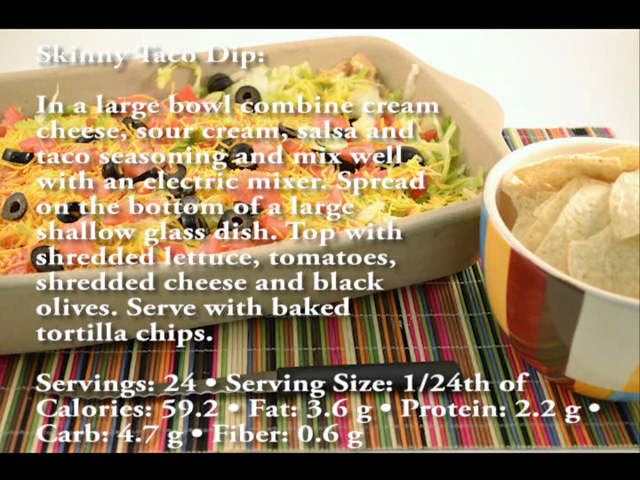 Skinny Taco Dip:
In a large bowl combine cream
cheese, sour cream, salsa and
taco seasoning and mix well
with an electric mixer. Spread
on the bottom of a large
shallow glass dish. Top with
shredded lettuce, tomatoes,
shredded cheese and black
olives. Serve with baked
tortilla chips.
Servings: 24 • Serving Size: 1/24th of
Calories: 59.2 • Fat: 3.6 g • Protein: 2.2 g •
Carb: 4.7 g • Fiber: 0.6 g